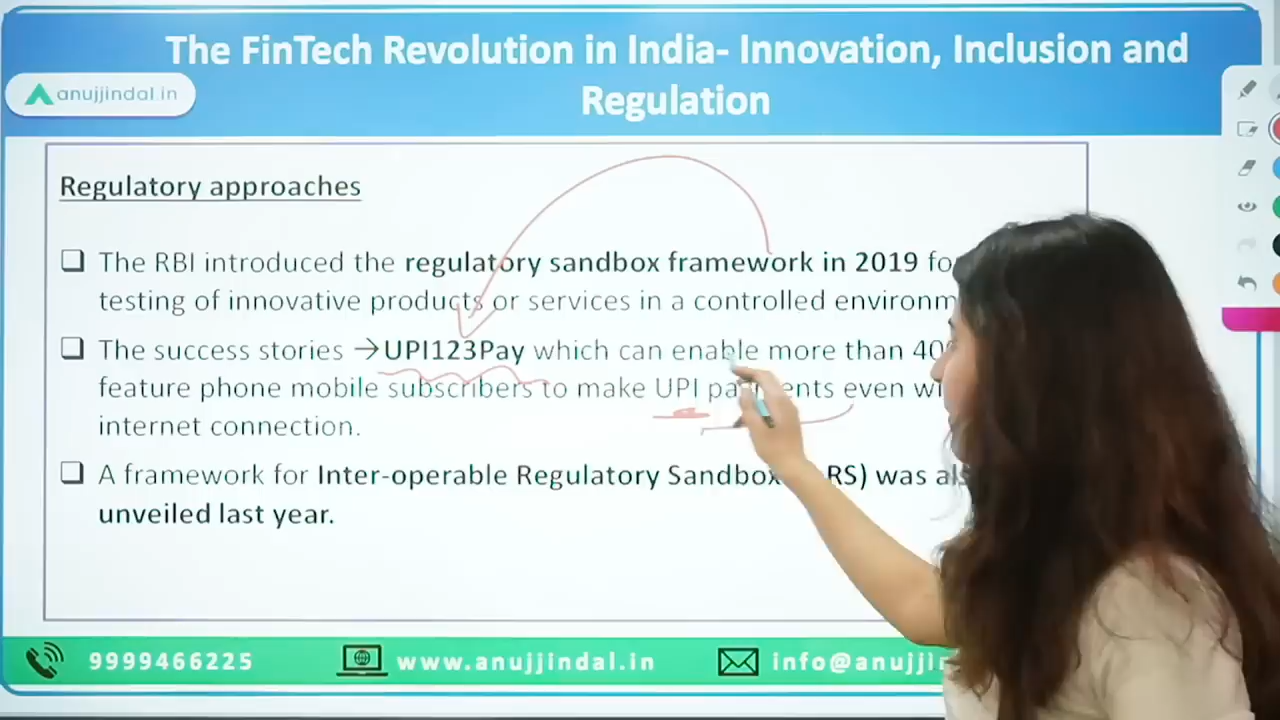 The FinTech Revolution in India- Innovation, Inclusion and
Regulation
anujjindal.in
Regulatory approaches
❑ The RBI introduced the regulatory sandbox framework in 2019
testing of innovative products or services in a controlled
❑ The success stories →UPI123Pay which can enable more than
feature phone mobile subscribers to make UPI payments even
internet connection.
❑ A framework for Inter-operable Regulatory Sandbox was
unveiled last year.
9999466225 www.anujjindal.in